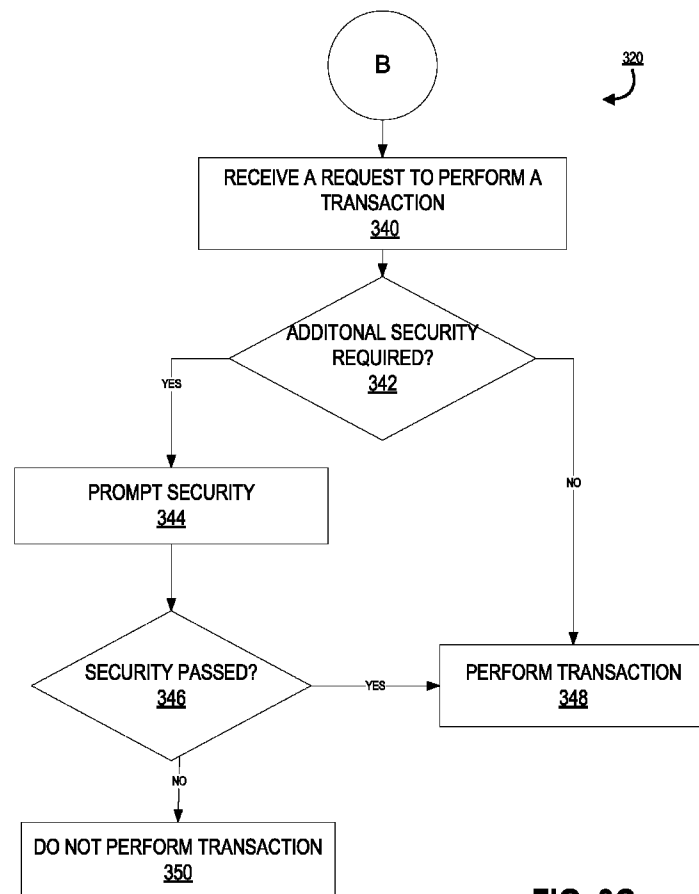 B
320
RECEIVE A REQUEST TO PERFORM A
TRANSACTION
340
ADDITONAL SECURITY
REQUIRED?
342
YES
NO
PROMPT SECURITY
344
SECURITY PASSED?
346
YES
PERFORM TRANSACTION
348
NO
DO NOT PERFORM TRANSACTION
350